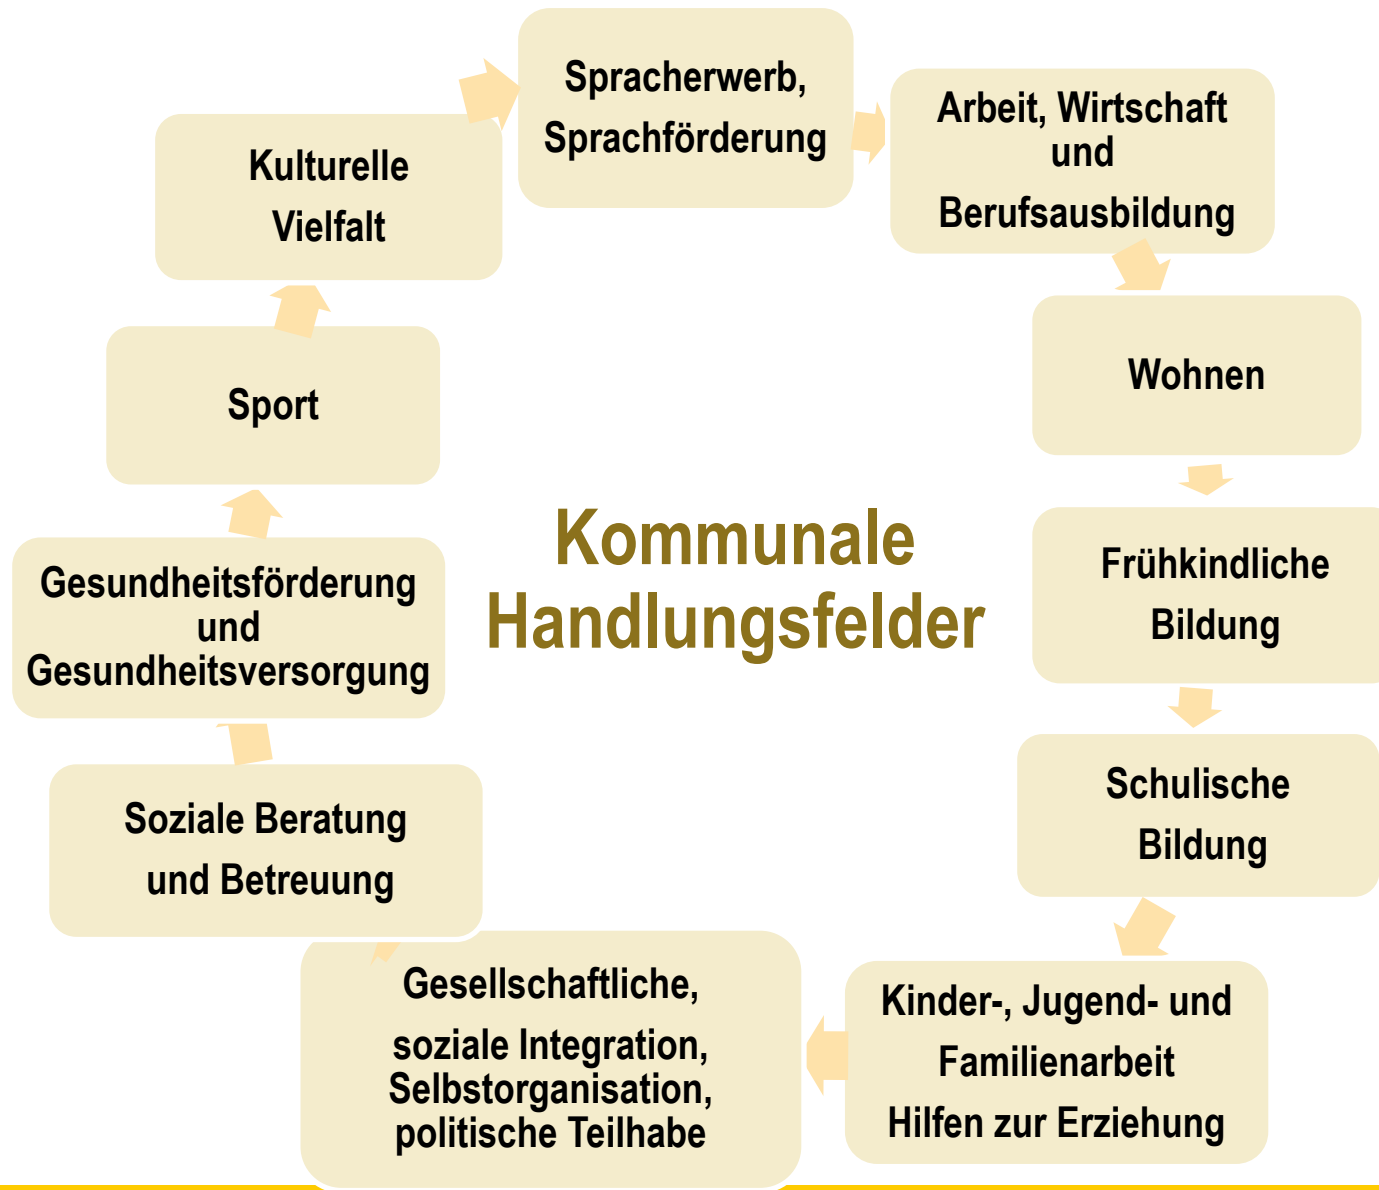 Spracherwerb,
Sprachförderung
Arbeit, Wirtschaft
und
Berufsausbildung
Wohnen
Frühkindliche
Bildung
Schulische
Bildung
Kinder-, Jugend- und
Familienarbeit
Hilfen zur Erziehung
Gesellschaftliche,
soziale Integration,
Selbstorganisation,
politische Teilhabe
Soziale Beratung
und Betreuung
Gesundheitsförderung
und
Gesundheitsversorgung
Sport
Kulturelle
Vielfalt
Kommunale
Handlungsfelder